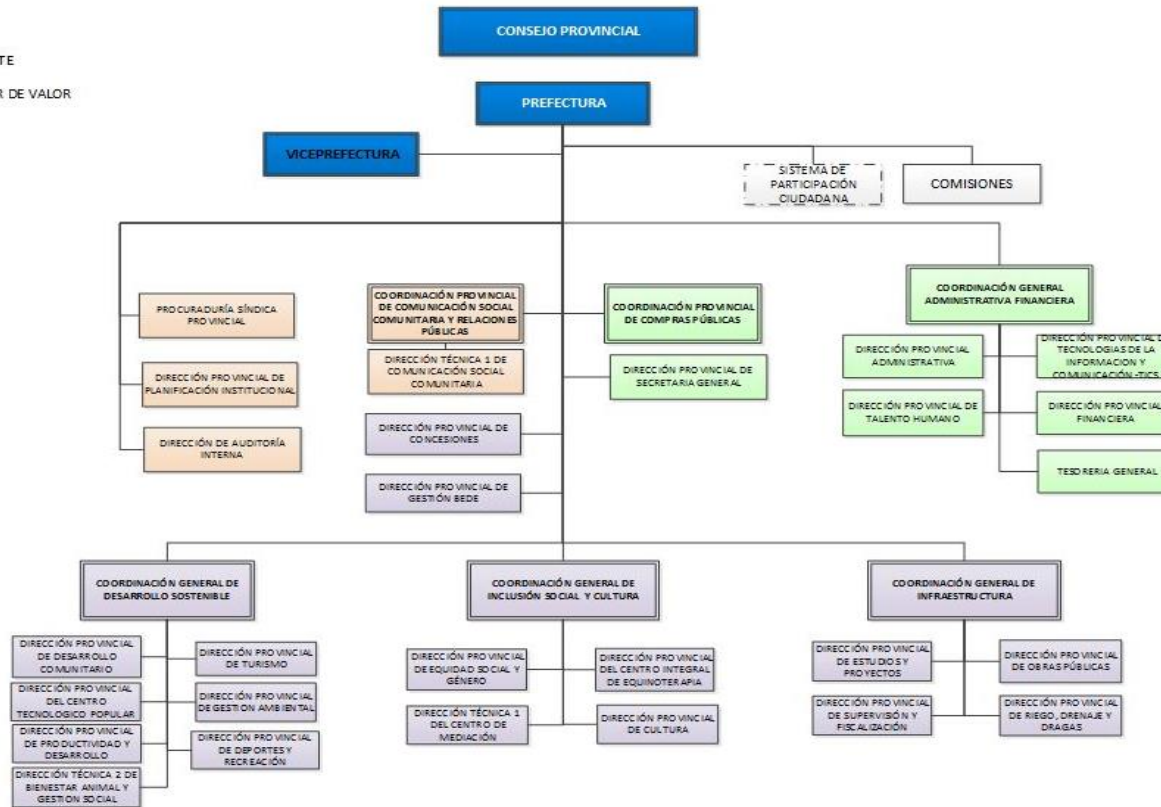 CONSEJO PROVINCIAL
TE
R DE VALOR
PREFECTURA
VICEPREFECTURA
SISTEMA DE
PARTICIPACIÓN
CIUDADANA
COMISIONES
PROCURADURÍA SÍNDICA
PROVINCIAL
DIRECCIÓN PROVINCIAL DE
PLANIFICACIÓN INSTITUCIONAL
DIRECCIÓN DE AUDITORÍA
INTERNA
COORDINACIÓN PROVINCIAL
DE COMUNICACIÓN SOCIAL
COMUNITARIA Y RELACIONES
PÚBLICAS
DIRECCIÓN TÉCNICA 1 DE
COMUNICACIÓN SOCIAL
COMUNITARIA
DIRECCIÓN PROVINCIAL DE
CONCESIONES
DIRECCIÓN PROVINCIAL DE
GESTIÓN BEDE
COORDINACIÓN PROVINCIAL
DE COMPRAS PÚBLICAS
DIRECCIÓN PROVINCIAL DE
SECRETARIA GENERAL
COORDINACIÓN GENERAL
ADMINISTRATIVA FINANCIERA
DIRECCIÓN PROVINCIAL
ADMINISTRATIVA
DIRECCIÓN PROVINCIAL DE
TECNOLOGIAS DE LA
INFORMACION Y
COMUNICACIÓN -TICS
DIRECCIÓN PROVINCIAL DE
TALENTO HUMANO
DIRECCIÓN PROVINCIAL
FINANCIERA
TESORERIA GENERAL
COORDINACIÓN GENERAL DE
DESARROLLO SOSTENIBLE
DIRECCIÓN PROVINCIAL
DE DESARROLLO
COMUNITARIO
DIRECCIÓN PROVINCIAL
DE TURISMO
DIRECCIÓN PROVINCIAL
DEL CENTRO
TECNOLOGICO POPULAR
DIRECCIÓN PROVINCIAL
DE GESTION AMBIENTAL
DIRECCIÓN PROVINCIAL
DE PRODUCTIVIDAD Y
DESARROLLO
DIRECCIÓN PROVINCIAL
DE DEPORTES Y
RECREACIÓN
DIRECCIÓN TÉCNICA 2 DE
BIENESTAR ANIMAL Y
GESTION SOCIAL
COORDINACIÓN GENERAL DE
INCLUSIÓN SOCIAL Y CULTURA
DIRECCIÓN PROVINCIAL
DE EQUIDAD SOCIAL Y
GÉNERO
DIRECCIÓN PROVINCIAL
DEL CENTRO INTEGRAL
DE EQUINOTERAPIA
DIRECCIÓN TÉCNICA 1
DEL CENTRO DE
MEDIACIÓN
DIRECCIÓN PROVINCIAL
DE CULTURA
COORDINACIÓN GENERAL DE
INFRAESTRUCTURA
DIRECCIÓN PROVINCIAL
DE ESTUDIOS Y
PROYECTOS
DIRECCIÓN PROVINCIAL
DE OBRAS PÚBLICAS
DIRECCIÓN PROVINCIAL
DE SUPERVISIÓN Y
FISCALIZACIÓN
DIRECCIÓN PROVINCIAL
DE RIEGO, DRENAJE Y
DRAGAS